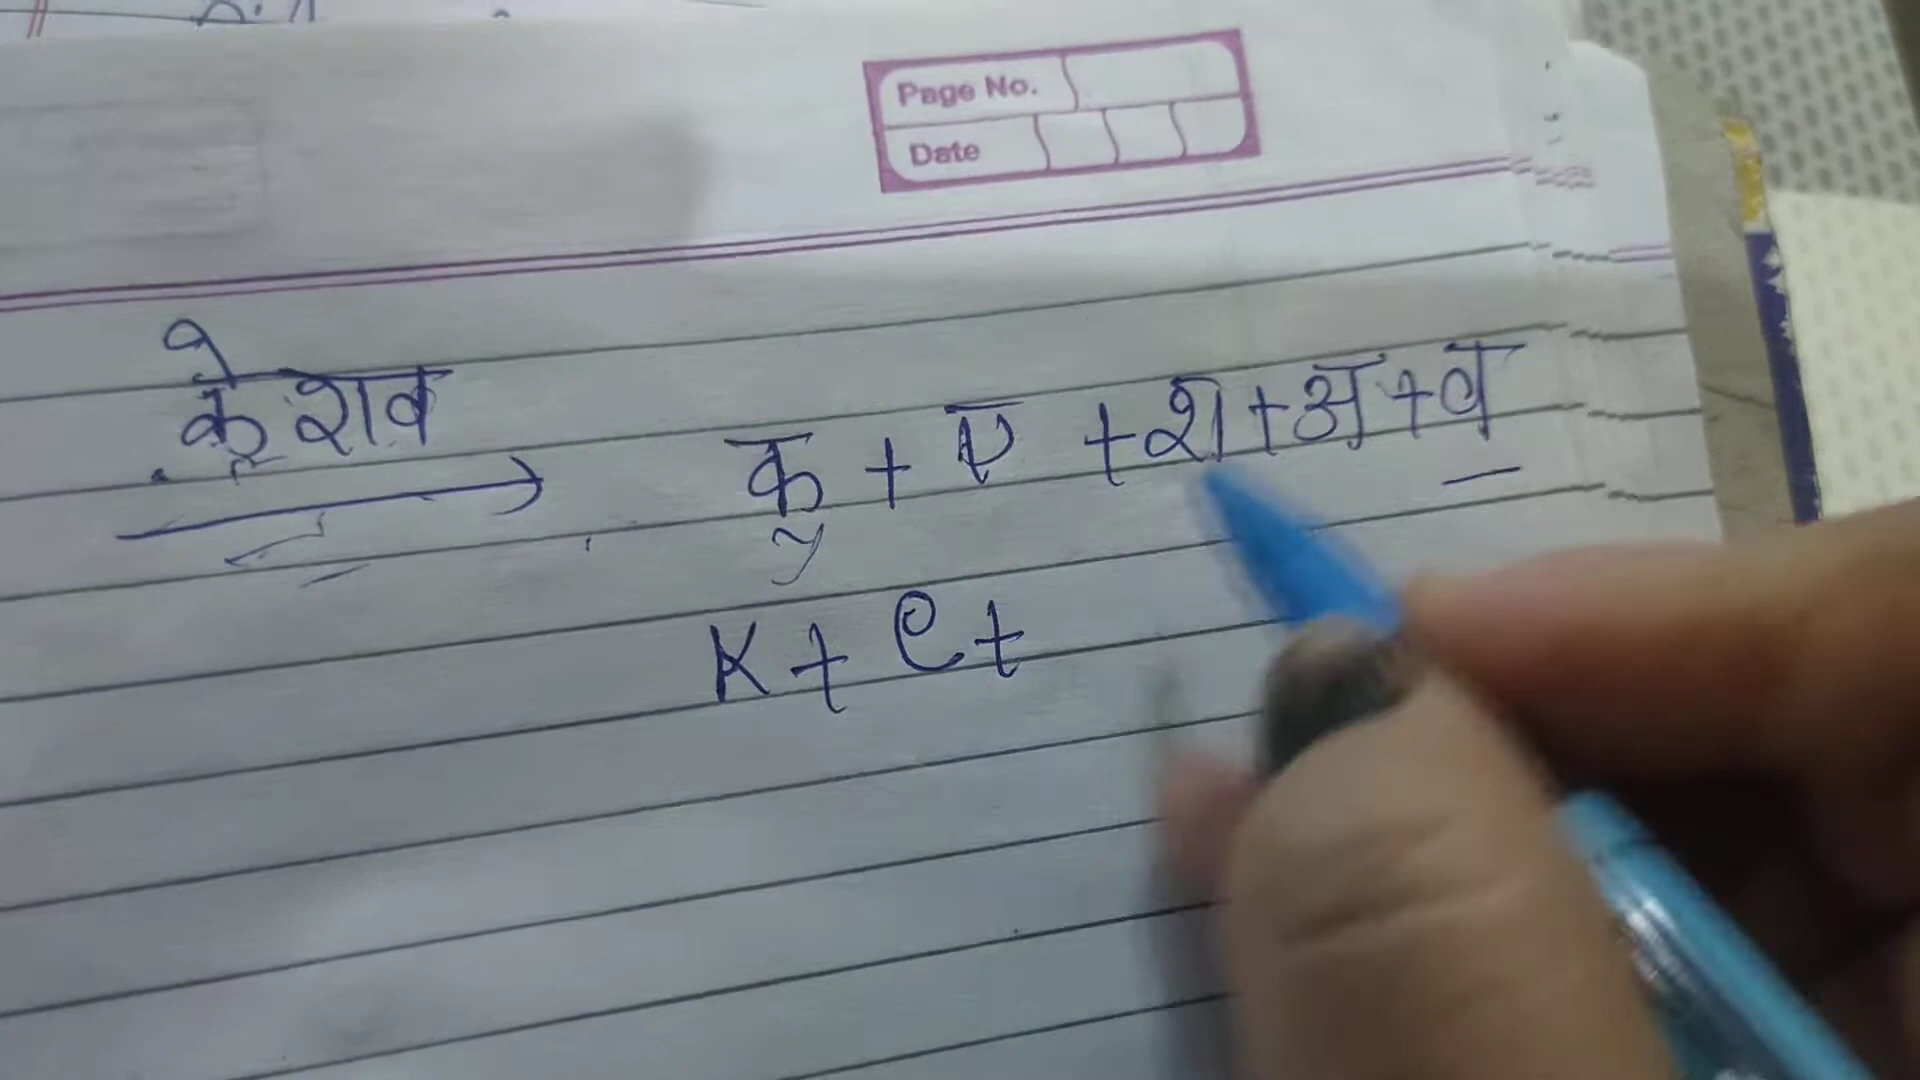 Page No.
Date
केशव
क + ए + श + अ + व
K + e +